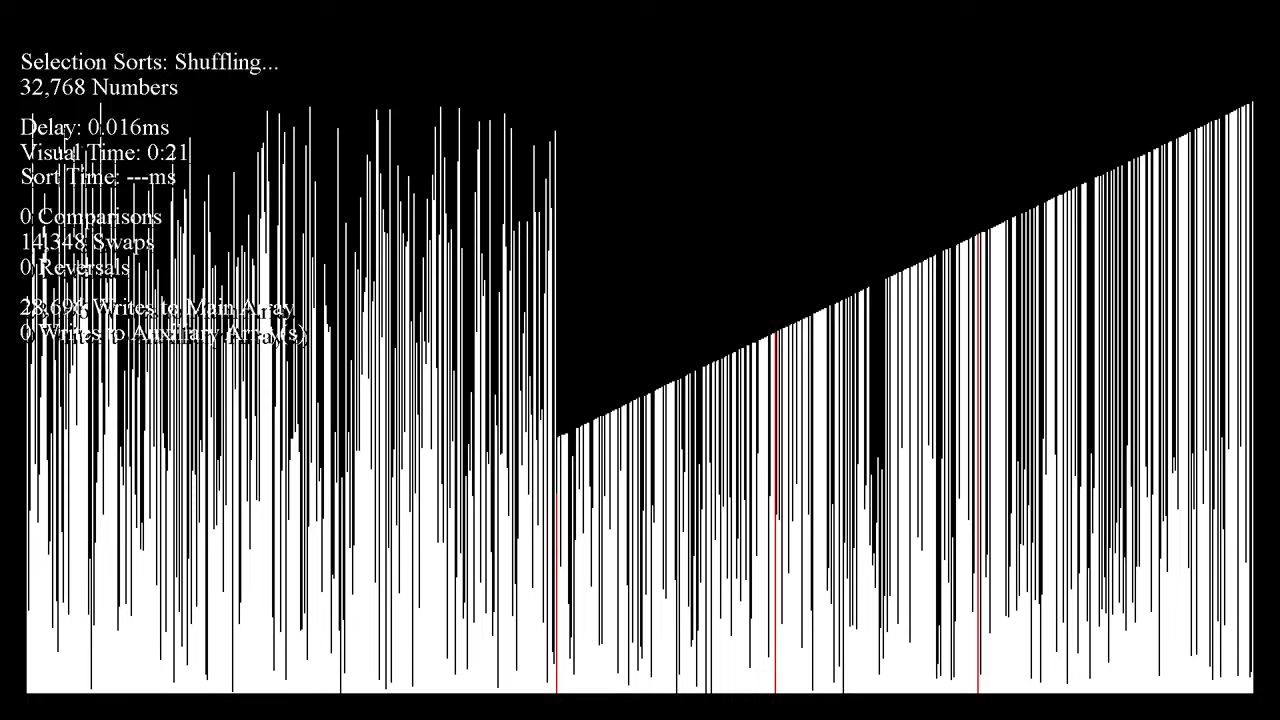 Selection Sorts: Shuffling...
32,768 Numbers
Delay: 0.016ms
Visual Time: 0:21
Sort Time: ---ms
0 Comparisons
14,348 Swaps
0 Reversals
28,696 Writes to Main Array
0 Writes to Auxiliary Array(s)